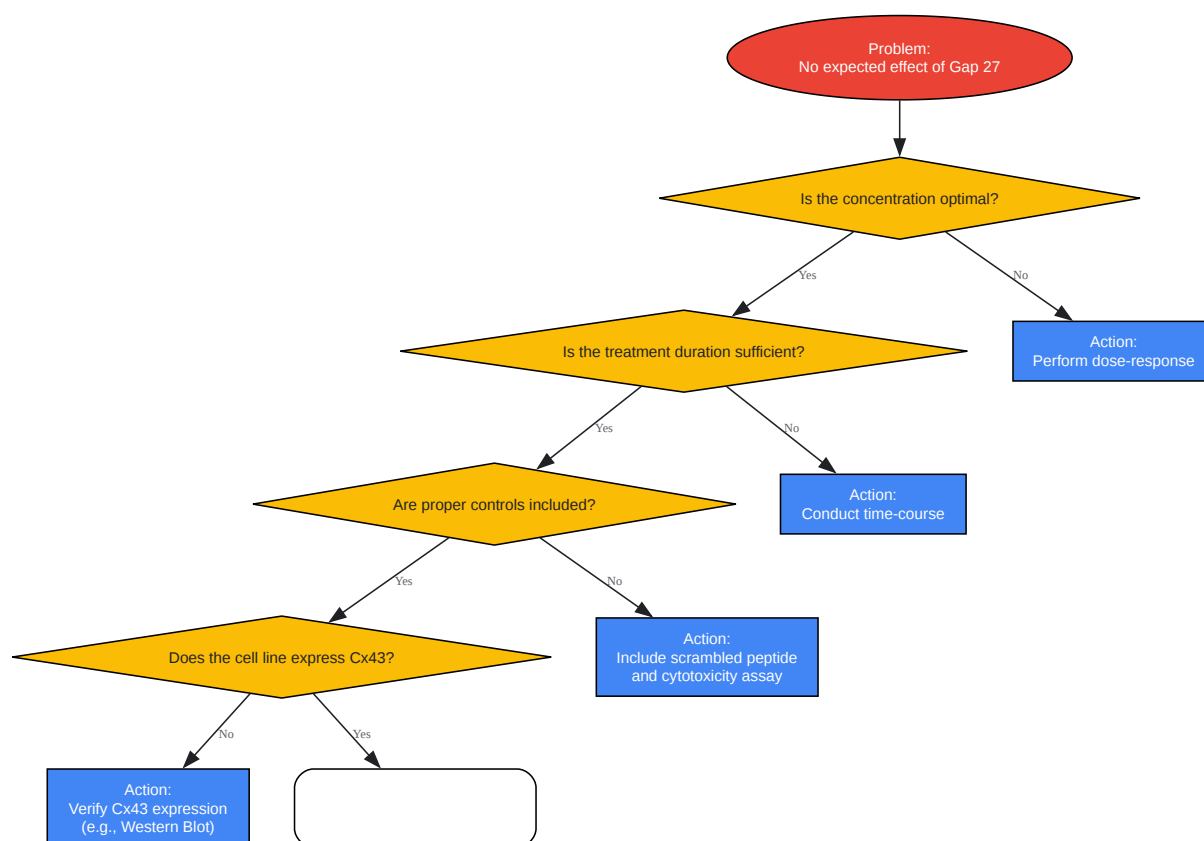 Problem:
No expected effect of Gap 27
Is the concentration optimal?
Yes
No
Is the treatment duration sufficient?
Action:
Perform dose-response
Yes
No
Are proper controls included?
Action:
Conduct time-course
Yes
No
Does the cell line express Cx43?
Action:
Include scrambled peptide
and cytotoxicity assay
No
Yes
Action:
Verify Cx43 expression
(e.g., Western Blot)